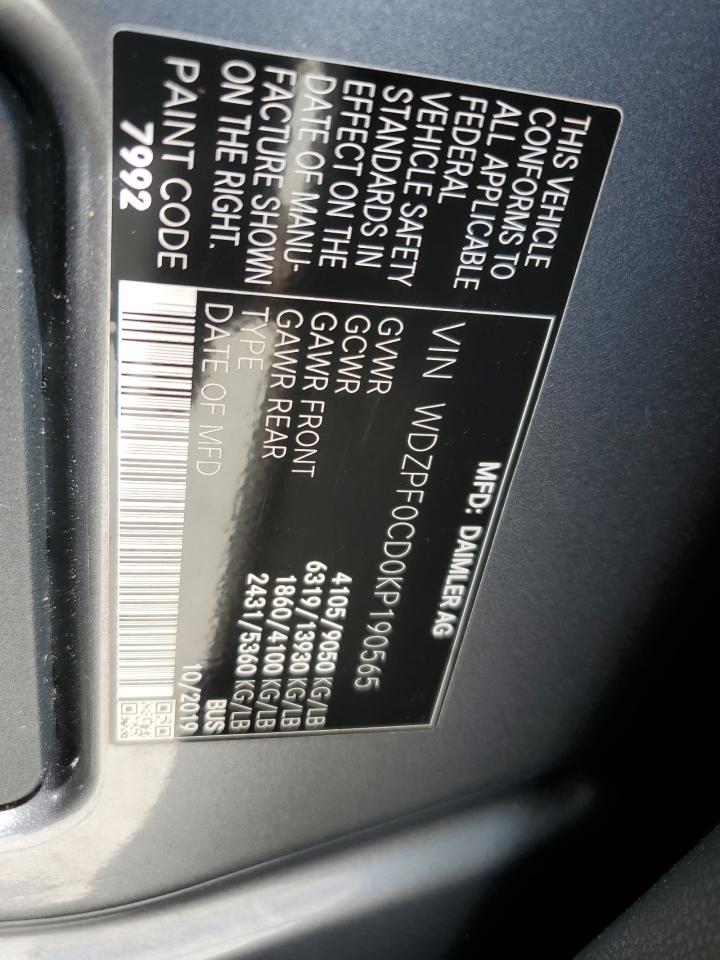 THIS VEHICLE
CONFORMS TO
ALL APPLICABLE
FEDERAL
VEHICLE SAFETY
STANDARDS IN
EFFECT ON THE
DATE OF MANU-
FACTURE SHOWN
ON THE RIGHT.
PAINT CODE
7992
MFD: DAIMLER AG
VIN WDZPF0CD0KP190565
GVWR 4105/9050 KG/LB
GCWR 6319/13930 KG/LB
GAWR FRONT 1860/4100 KG/LB
GAWR REAR 2431/5360 KG/LB
TYPE BUS
DATE OF MFD 10/2019